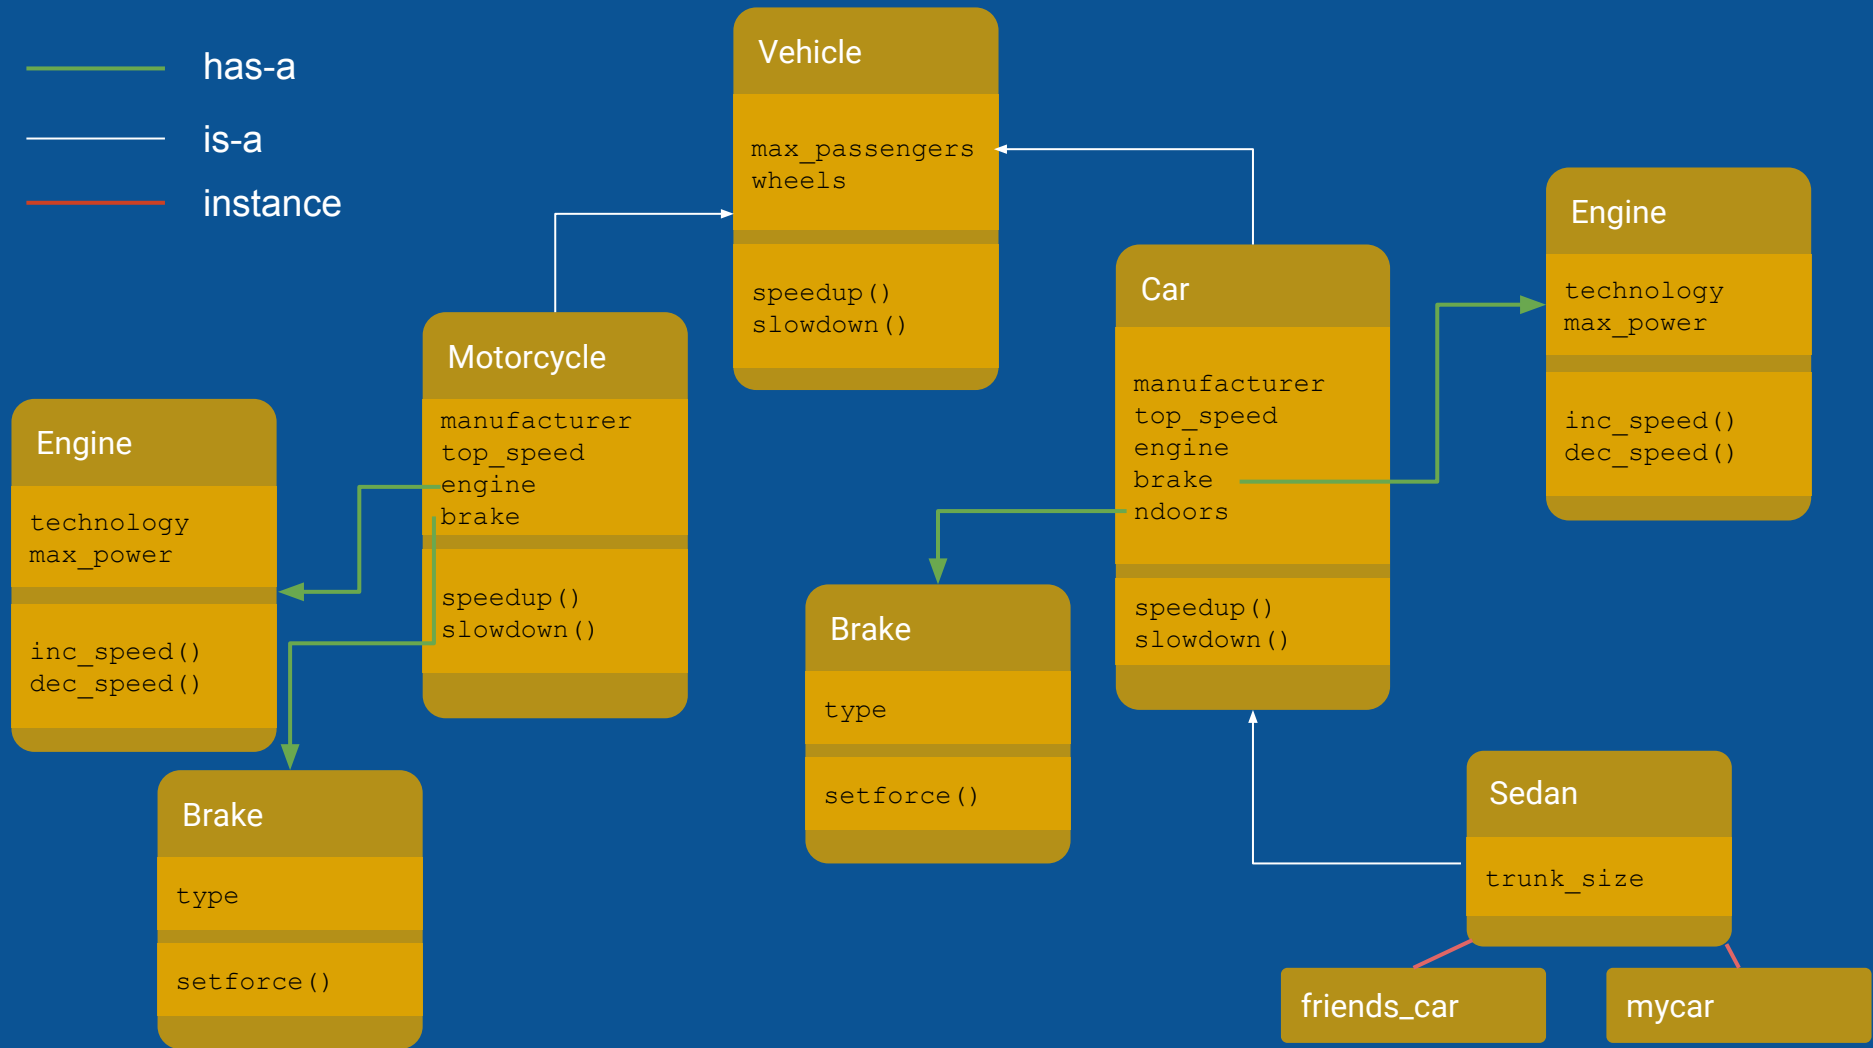 has-a
is-a
instance
Vehicle
max_passengers
wheels
speedup()
slowdown()
Motorcycle
manufacturer
top_speed
engine
brake
speedup()
slowdown()
Engine
technology
max_power
inc_speed()
dec_speed()
Brake
type
setforce()
Car
manufacturer
top_speed
engine
brake
ndoors
speedup()
slowdown()
Engine
technology
max_power
inc_speed()
dec_speed()
Brake
type
setforce()
Sedan
trunk_size
friends_car
mycar